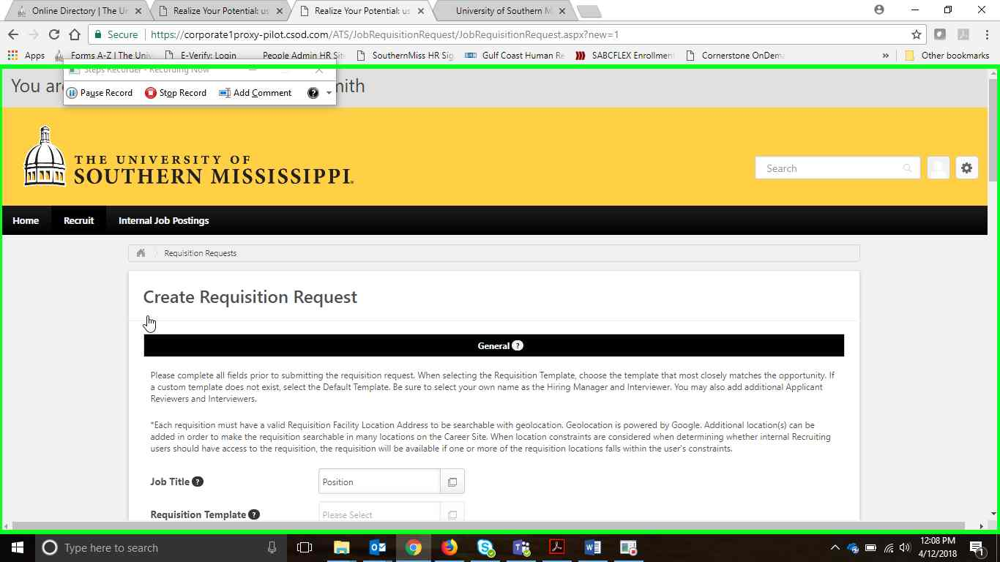 Online Directory | The Un
Realize Your Potential: us
Realize Your Potential: us
University of Southern M
Secure
https://corporate1proxy-pilot.csod.com/ATS/JobRequisitionRequest/JobRequisitionRequest.aspx?new=1
Apps
Forms A-Z | The Univ
E-Verify: Login
People Admin HR Site
SouthernMiss HR Sig
Gulf Coast Human Re
SABCFLEX Enrollment
Cornerstone OnDema
»
Other bookmarks
Steps Recorder - Recording Now
Pause Record
Stop Record
Add Comment
You are
mith
THE UNIVERSITY OF
SOUTHERN MISSISSIPPI
Search
Home
Recruit
Internal Job Postings
Requisition Requests
Create Requisition Request
General ?
Please complete all fields prior to submitting the requisition request. When selecting the Requisition Template, choose the template that most closely matches the opportunity. If
a custom template does not exist, select the Default Template. Be sure to select your own name as the Hiring Manager and Interviewer. You may also add additional Applicant
Reviewers and Interviewers.
*Each requisition must have a valid Requisition Facility Location Address to be searchable with geolocation. Geolocation is powered by Google. Additional location(s) can be
added in order to make the requisition searchable in many locations on the Career Site. When location constraints are considered when determining whether internal Recruiting
users should have access to the requisition, the requisition will be available if one or more of the requisition locations falls within the user's constraints.
Job Title ?
Position
Requisition Template ?
Please Select
Type here to search
12:08 PM
4/12/2018
1